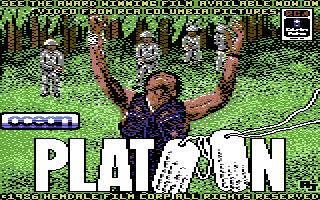 SEE THE AWARD WINNING FILM AVAILABLE NOW ON
VIDEO FROM RCA/COLUMBIA PICTURES
ocean
PLATOON
©1986 HEMDALE FILM CORP ALL RIGHTS RESERVED